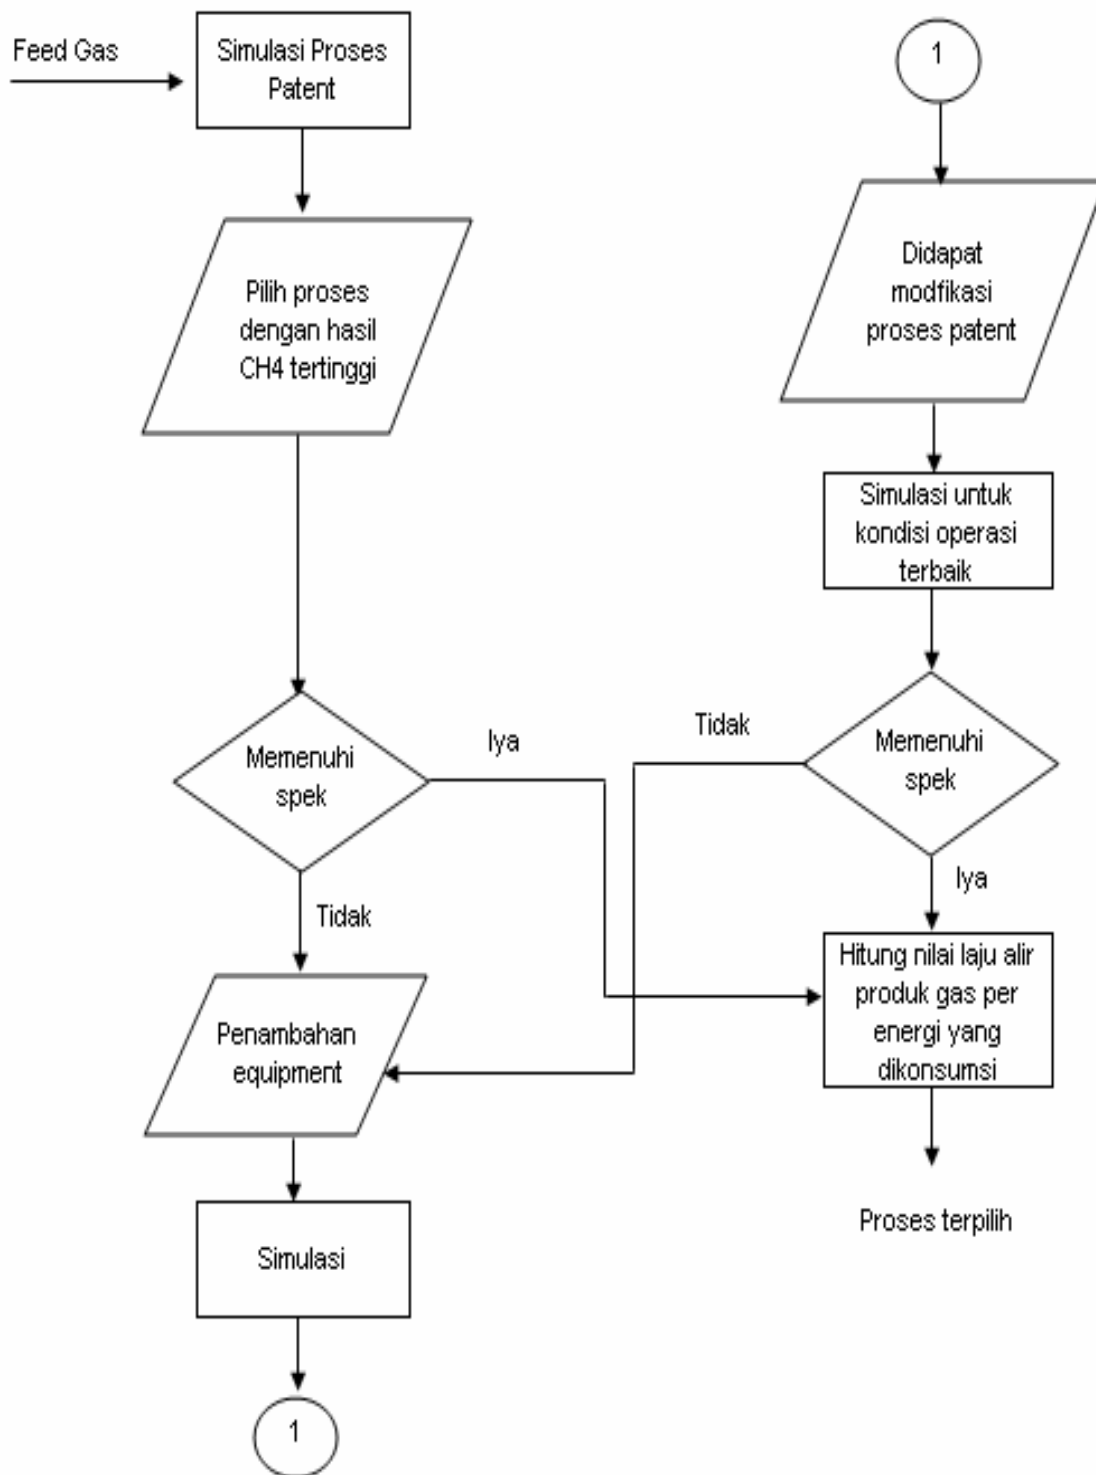 Feed Gas
Simulasi Proses
Patent
Pilih proses
dengan hasil
CH4 tertinggi
Memenuhi
spek
Iya
Tidak
Penambahan
equipment
Simulasi
1
1
Didapat
modfikasi
proses patent
Simulasi untuk
kondisi operasi
terbaik
Memenuhi
spek
Tidak
Iya
Hitung nilai laju alir
produk gas per
energi yang
dikonsumsi
Proses terpilih